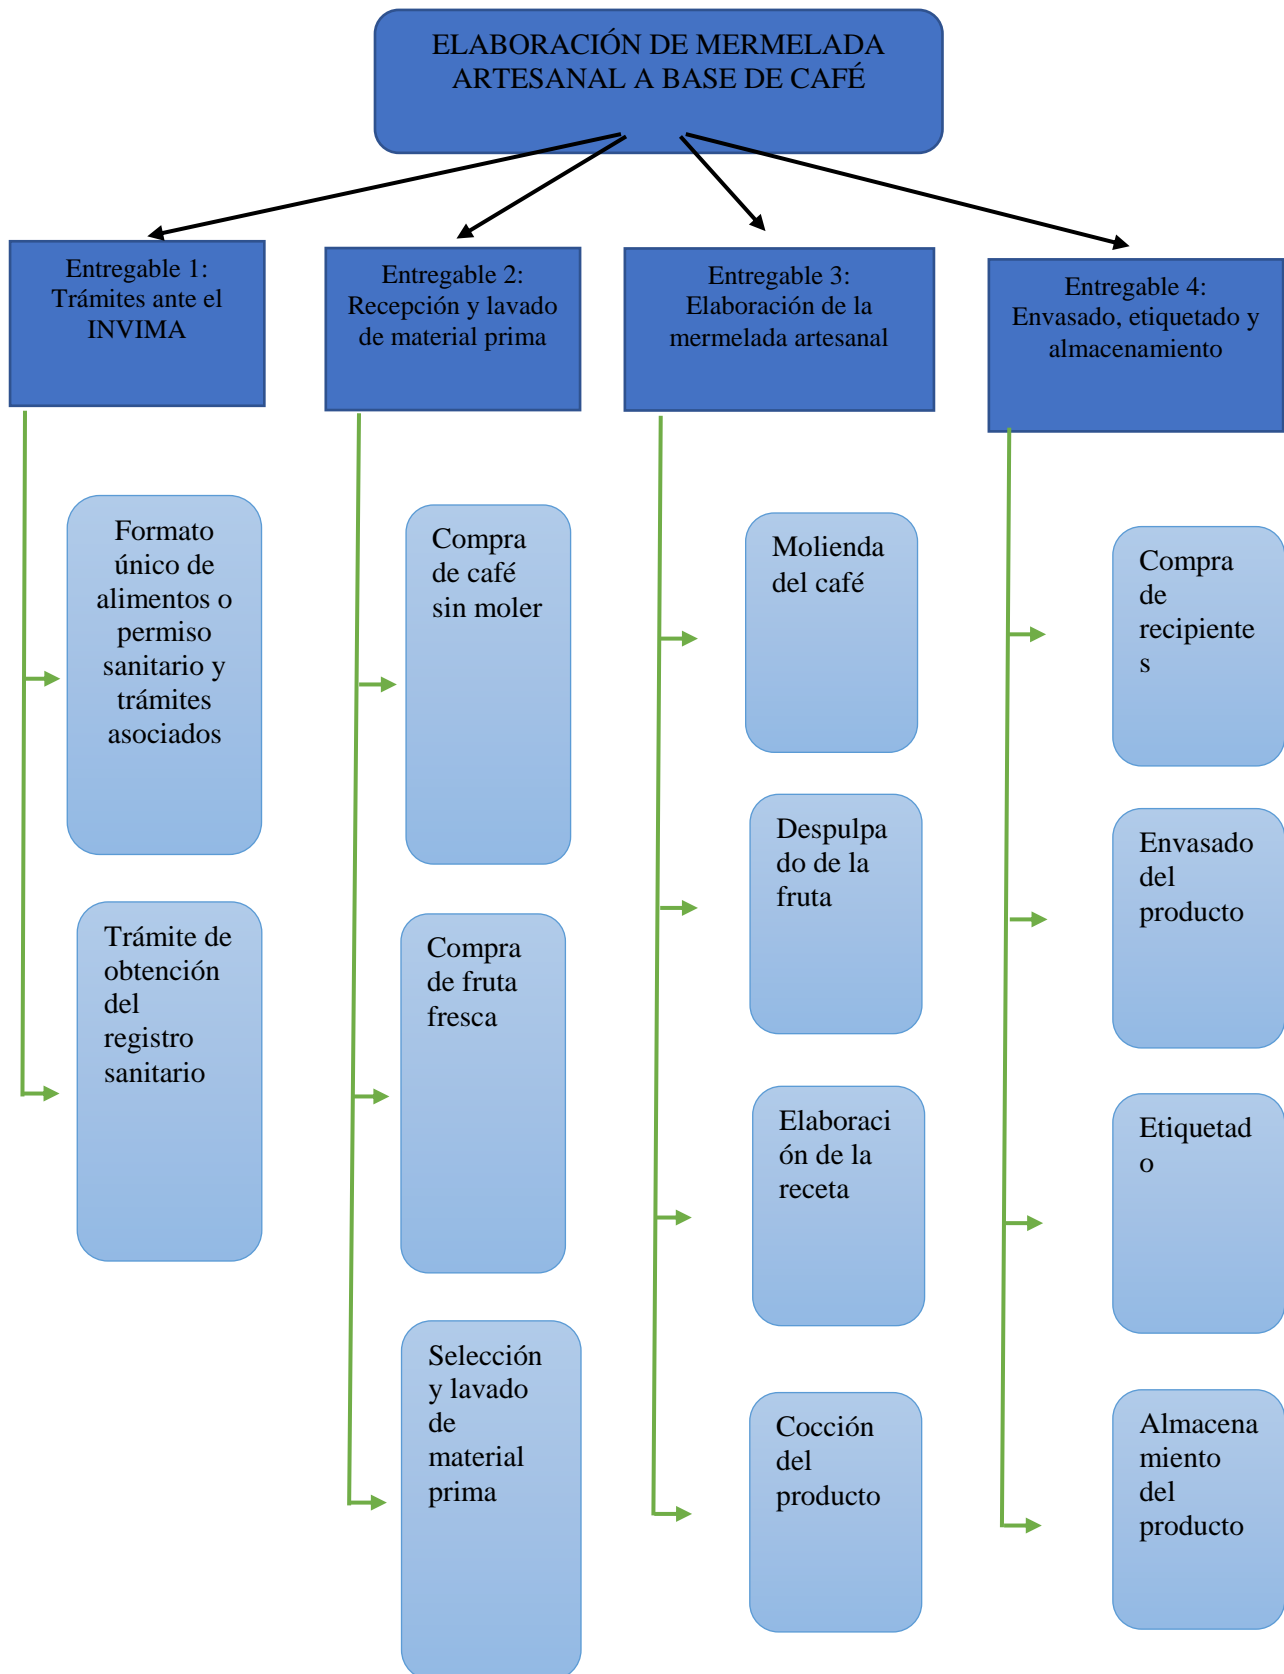 ELABORACIÓN DE MERMELADA
ARTESANAL A BASE DE CAFÉ
Entregable 1:
Trámites ante el
INVIMA
Entregable 2:
Recepción y lavado
de material prima
Entregable 3:
Elaboración de la
mermelada artesanal
Entregable 4:
Envasado, etiquetado y
almacenamiento
Formato
único de
alimentos o
permiso
sanitario y
trámites
asociados
Trámite de
obtención
del
registro
sanitario
Compra
de café
sin moler
Compra
de fruta
fresca
Selección
y lavado
de
material
prima
Molienda
del café
Despulpa
do de la
fruta
Elaboraci
ón de la
receta
Cocción
del
producto
Compra
de
recipiente
s
Envasado
del
producto
Etiquetad
o
Almacena
miento
del
producto